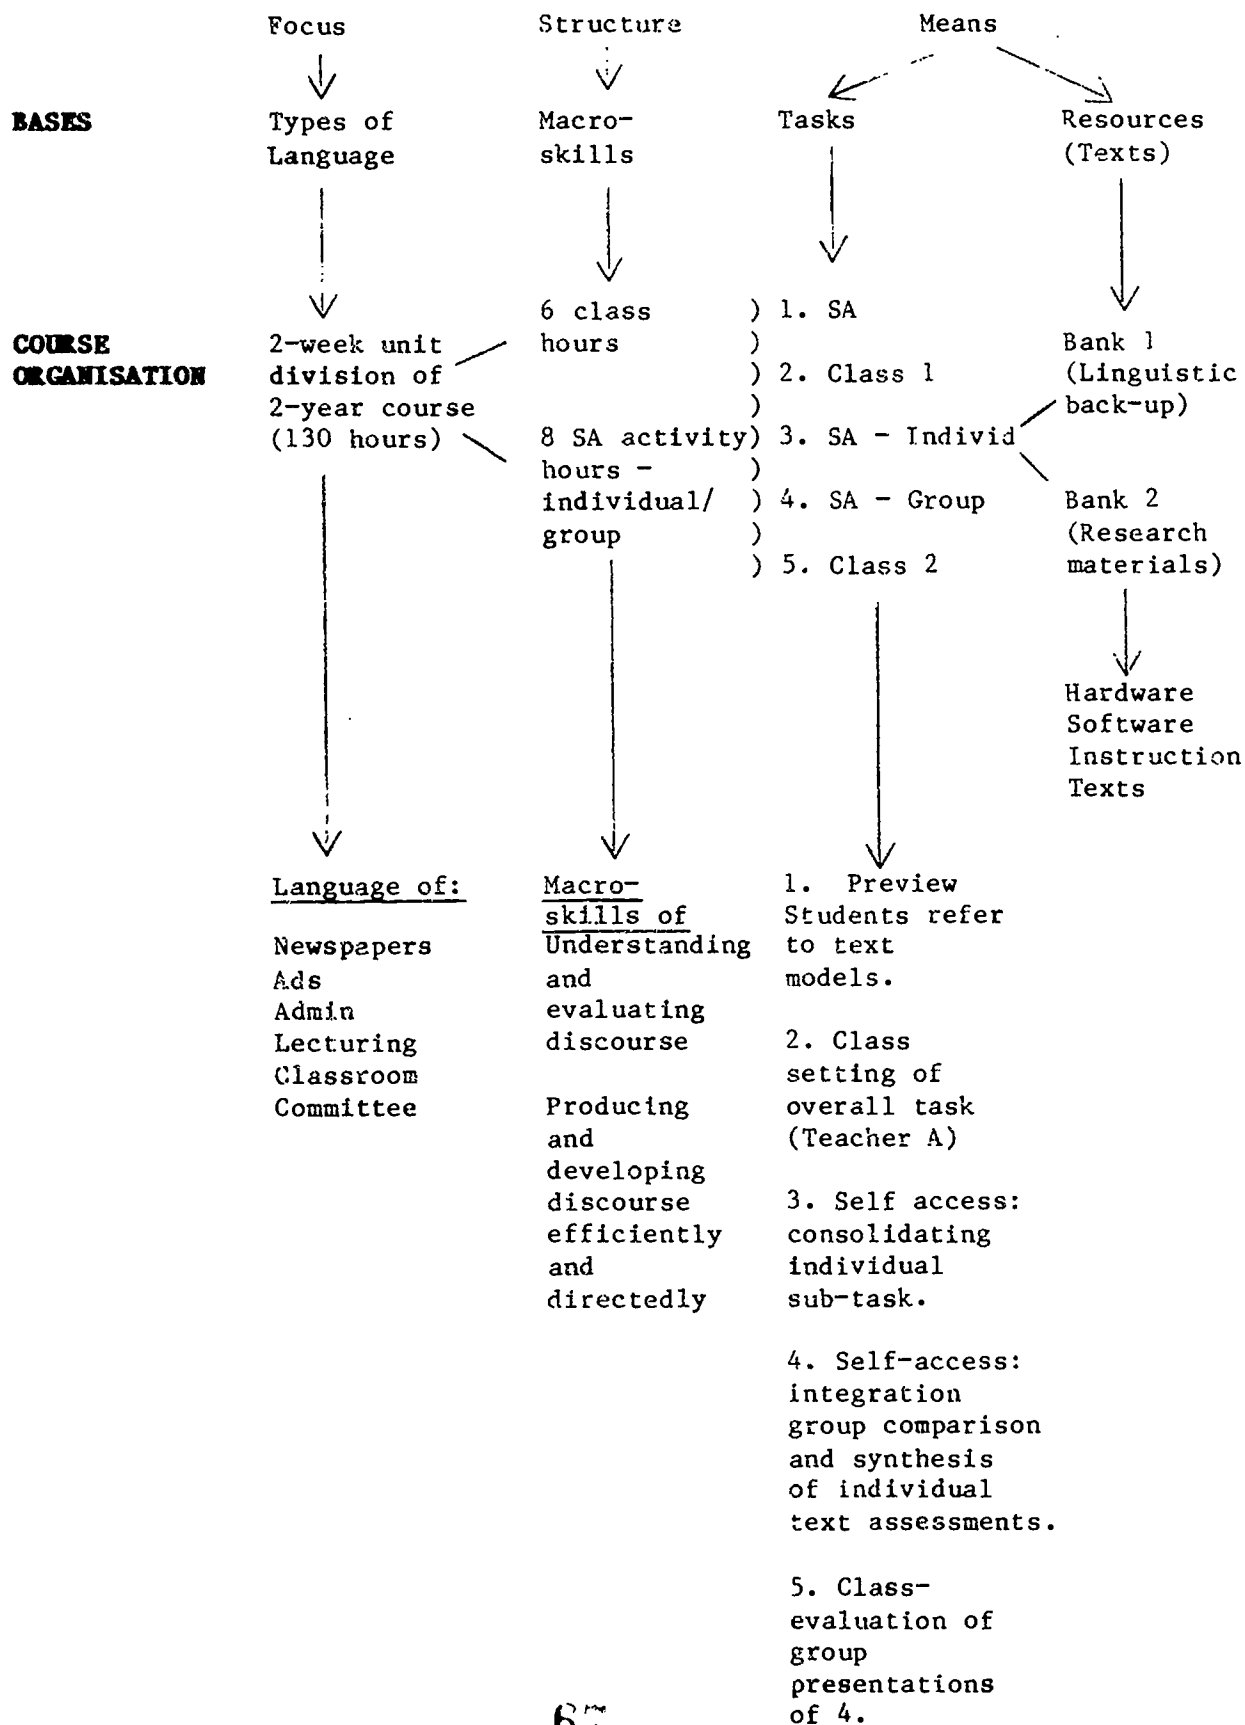 Focus
Structure
Means
BASES
Types of
Language
Macro-
skills
Tasks
Resources
(Texts)
COURSE
ORGANISATION
2-week unit
division of
2-year course
(130 hours)
6 class
hours
8 SA activity
hours -
individual/
group
) 1. SA
)
) 2. Class 1
)
) 3. SA - Individ
)
) 4. SA - Group
)
) 5. Class 2
Bank 1
(Linguistic
back-up)
Bank 2
(Research
materials)
Hardware
Software
Instruction
Texts
Language of:
Newspapers
Ads
Admin
Lecturing
Classroom
Committee
Macro-
skills of
Understanding
and
evaluating
discourse
Producing
and
developing
discourse
efficiently
and
directedly
1. Preview
Students refer
to text
models.
2. Class
setting of
overall task
(Teacher A)
3. Self access:
consolidating
individual
sub-task.
4. Self-access:
integration
group comparison
and synthesis
of individual
text assessments.
5. Class-
evaluation of
group
presentations
of 4.